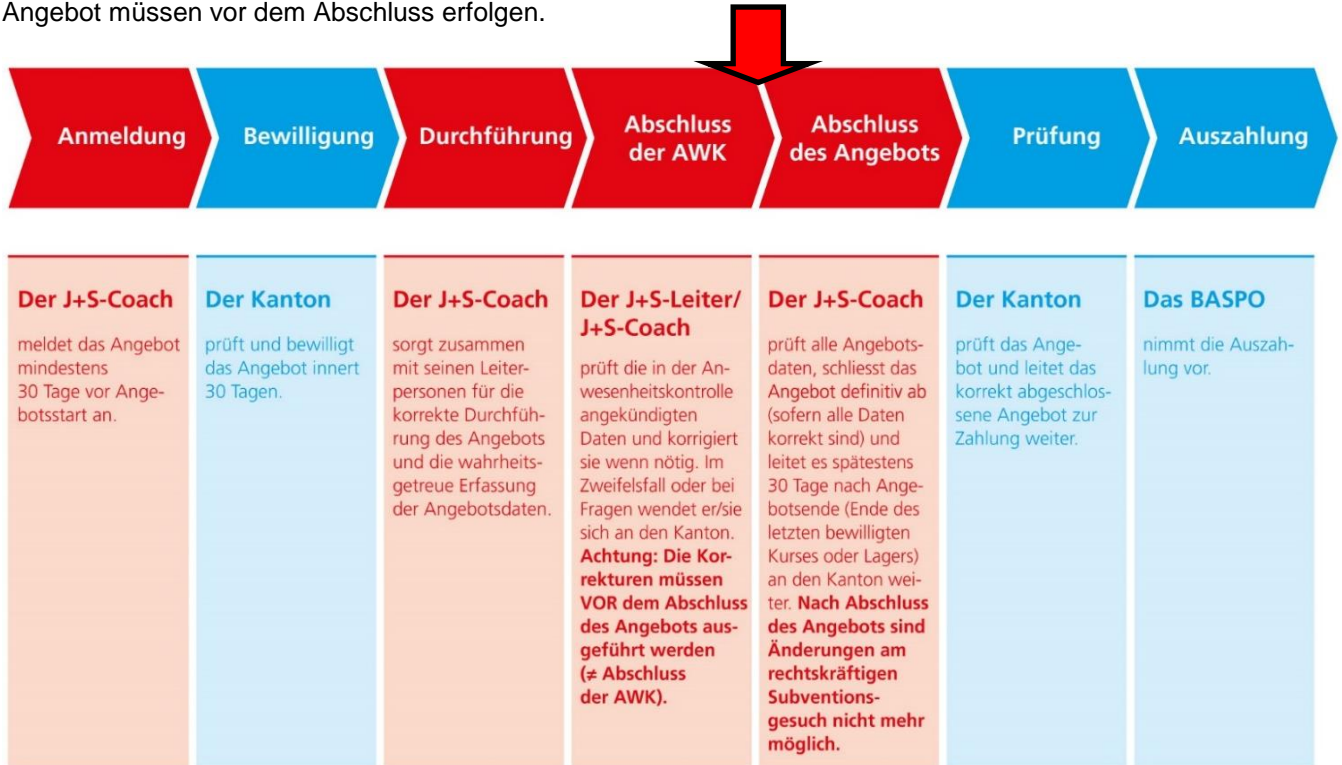 Angebot müssen vor dem Abschluss erfolgen.
Anmeldung
Bewilligung
Durchführung
Abschluss
der AWK
Abschluss
des Angebots
Prüfung
Auszahlung
Der J+S-Coach
meldet das Angebot
mindestens
30 Tage vor Ange-
botsstart an.
Der Kanton
prüft und bewilligt
das Angebot innert
30 Tagen.
Der J+S-Coach
sorgt zusammen
mit seinen Leiter-
personen für die
korrekte Durchfüh-
rung des Angebots
und die wahrheits-
getreue Erfassung
der Angebotsdaten.
Der J+S-Leiter/
J+S-Coach
prüft die in der An-
wesenheitskontrolle
angekündigten
Daten und korrigiert
sie wenn nötig. Im
Zweifelsfall oder bei
Fragen wendet er/sie
sich an den Kanton.
Achtung: Die Kor-
rekturen müssen
VOR dem Abschluss
des Angebots aus-
geführt werden
(≠ Abschluss
der AWK).
Der J+S-Coach
prüft alle Angebots-
daten, schliesst das
Angebot definitiv ab
(sofern alle Daten
korrekt sind) und
leitet es spätestens
30 Tage nach Ange-
botsende (Ende des
letzten bewilligten
Kurses oder Lagers)
an den Kanton wei-
ter. Nach Abschluss
des Angebots sind
Änderungen am
rechtskräftigen
Subventions-
gesuch nicht mehr
möglich.
Der Kanton
prüft das Ange-
bot und leitet das
korrekt abgeschlos-
sene Angebot zur
Zahlung weiter.
Das BASPO
nimmt die Auszah-
lung vor.